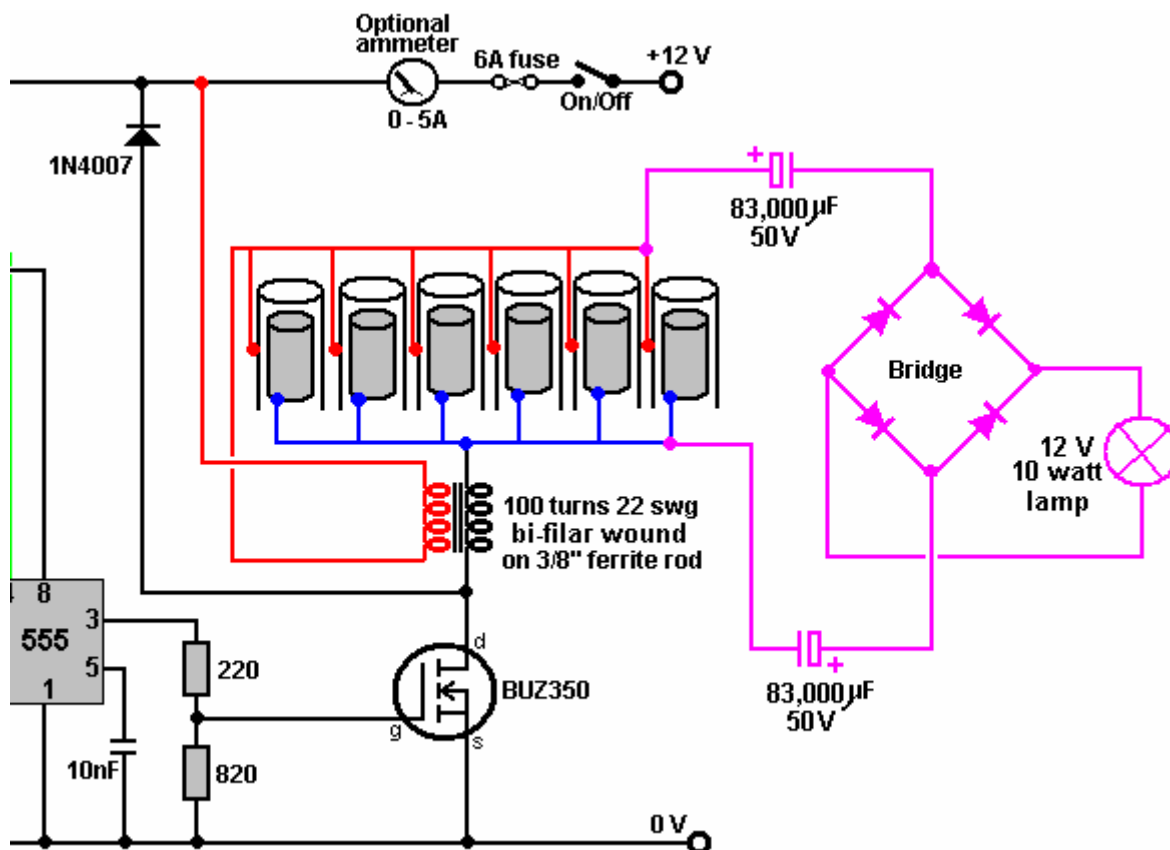 Optional
ammeter
6A fuse
+12 V
On/Off
0 - 5A
1N4007
+
83,000µF
50V
Bridge
12 V
10 watt
lamp
100 turns 22 swg
bi-filar wound
on 3/8" ferrite rod
8
3
555
5
1
220
d
BUZ350
g
s
+
83,000µF
50V
10nF
820
0 V